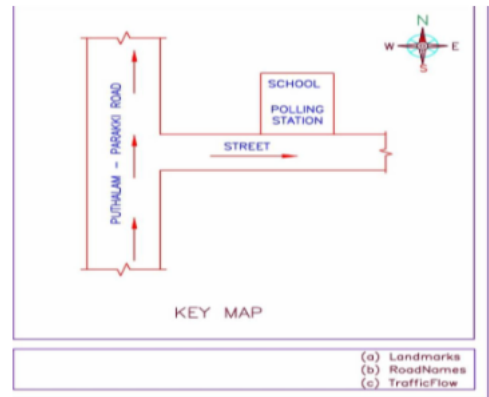 N
W E
S
SCHOOL
POLLING
STATION
STREET
PUTHALAM - PARAKKI ROAD
KEY MAP
(a) Landmarks
(b) RoadNames
(c) TrafficFlow